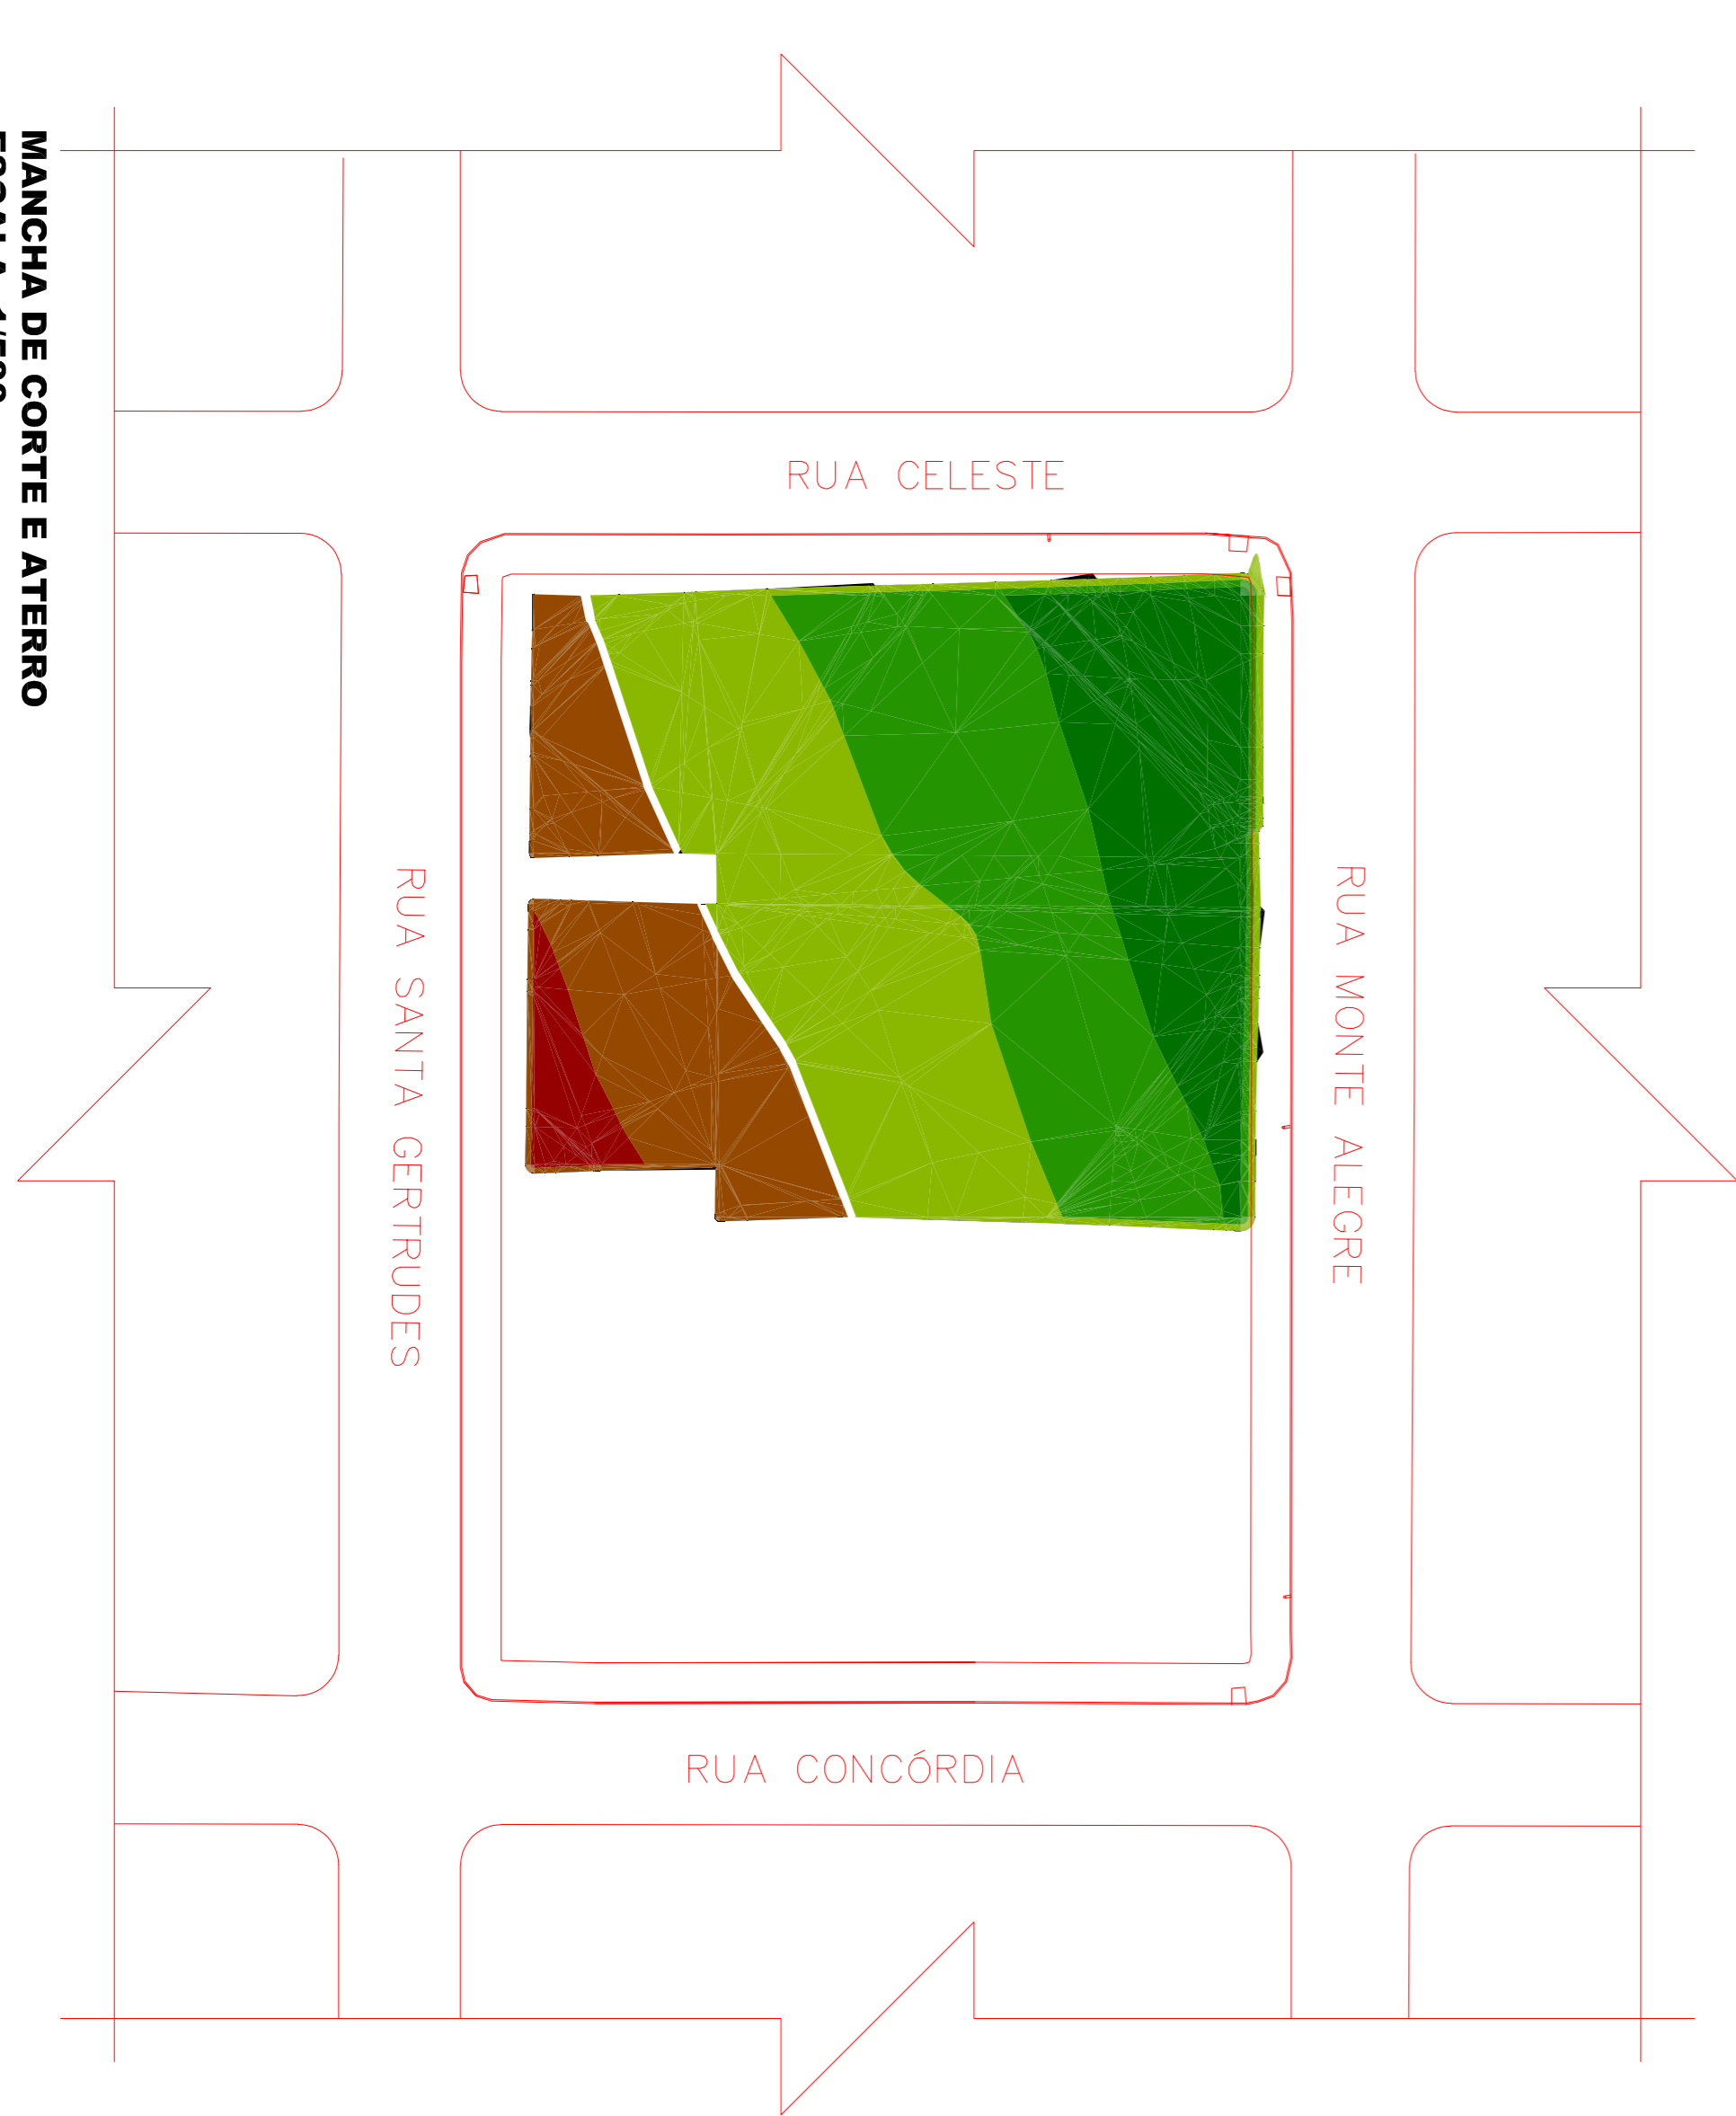 MANCHA DE CORTE E ATERRO
RUA CELESTE
RUA SANTA GERTRUDES
RUA MONTE ALEGRE
RUA CONCÓRDIA